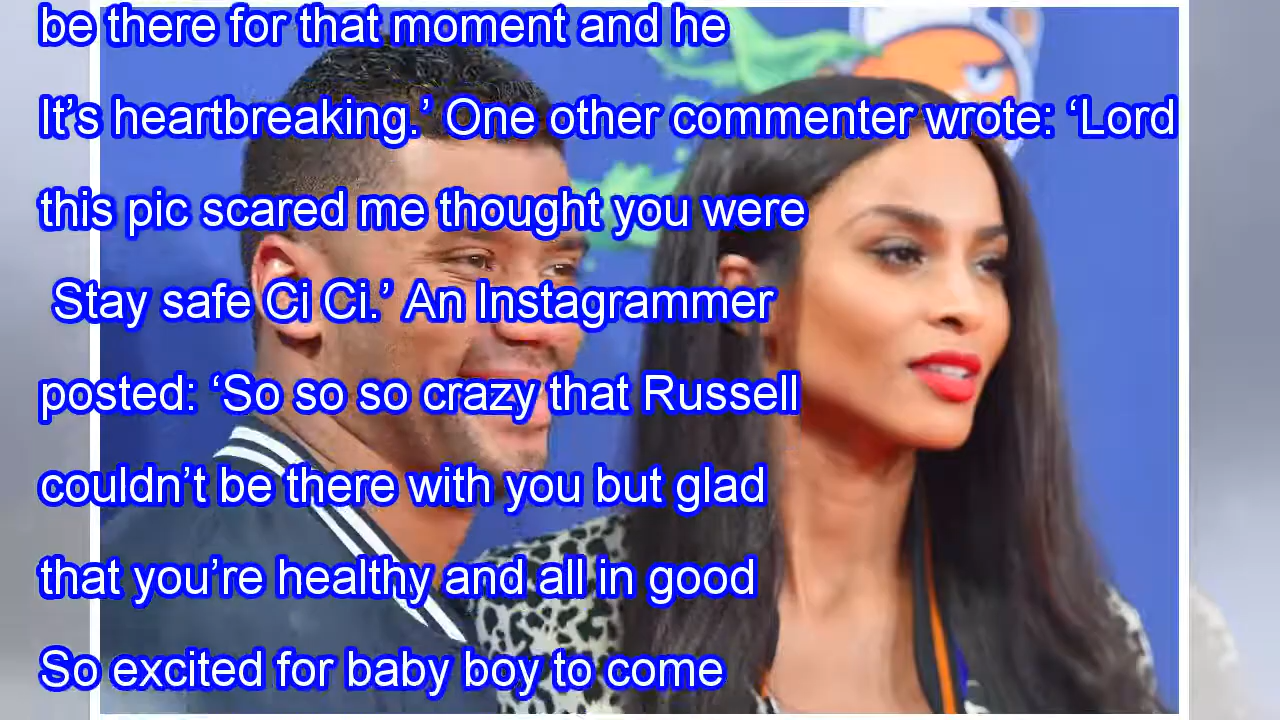 be there for that moment and he
It’s heartbreaking.’ One other commenter wrote: ‘Lord
this pic scared me thought you were
Stay safe Ci Ci.’ An Instagrammer
posted: ‘So so so crazy that Russell
couldn’t be there with you but glad
that you’re healthy and all in good
So excited for baby boy to come